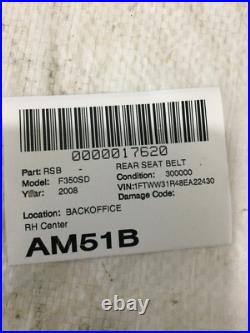 0000017620
Part: RSB - REAR SEAT BELT
Model: F350SD Condition: 300000
Year: 2008 VIN:1FTWW31R48EA22430
Damage Code:
Location: BACKOFFICE
RH Center
AM51B